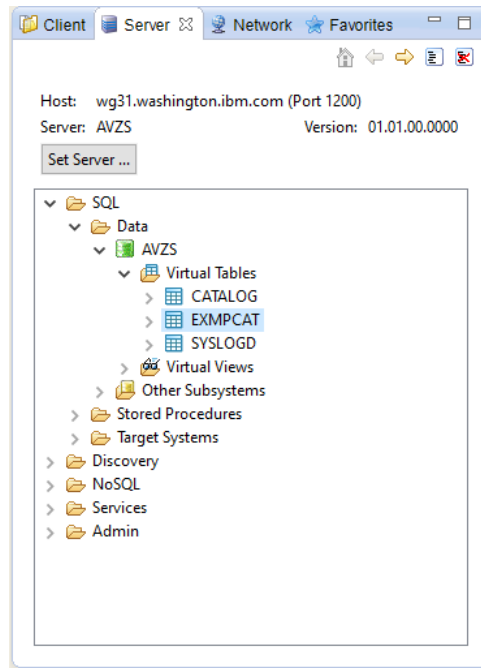 Client Server Network Favorites
Host: wg31.washington.ibm.com (Port 1200)
Server: AVZS Version: 01.01.00.0000
Set Server ...
SQL
Data
AVZS
Virtual Tables
CATALOG
EXMPCAT
SYSLOGD
Virtual Views
Other Subsystems
Stored Procedures
Target Systems
Discovery
NoSQL
Services
Admin